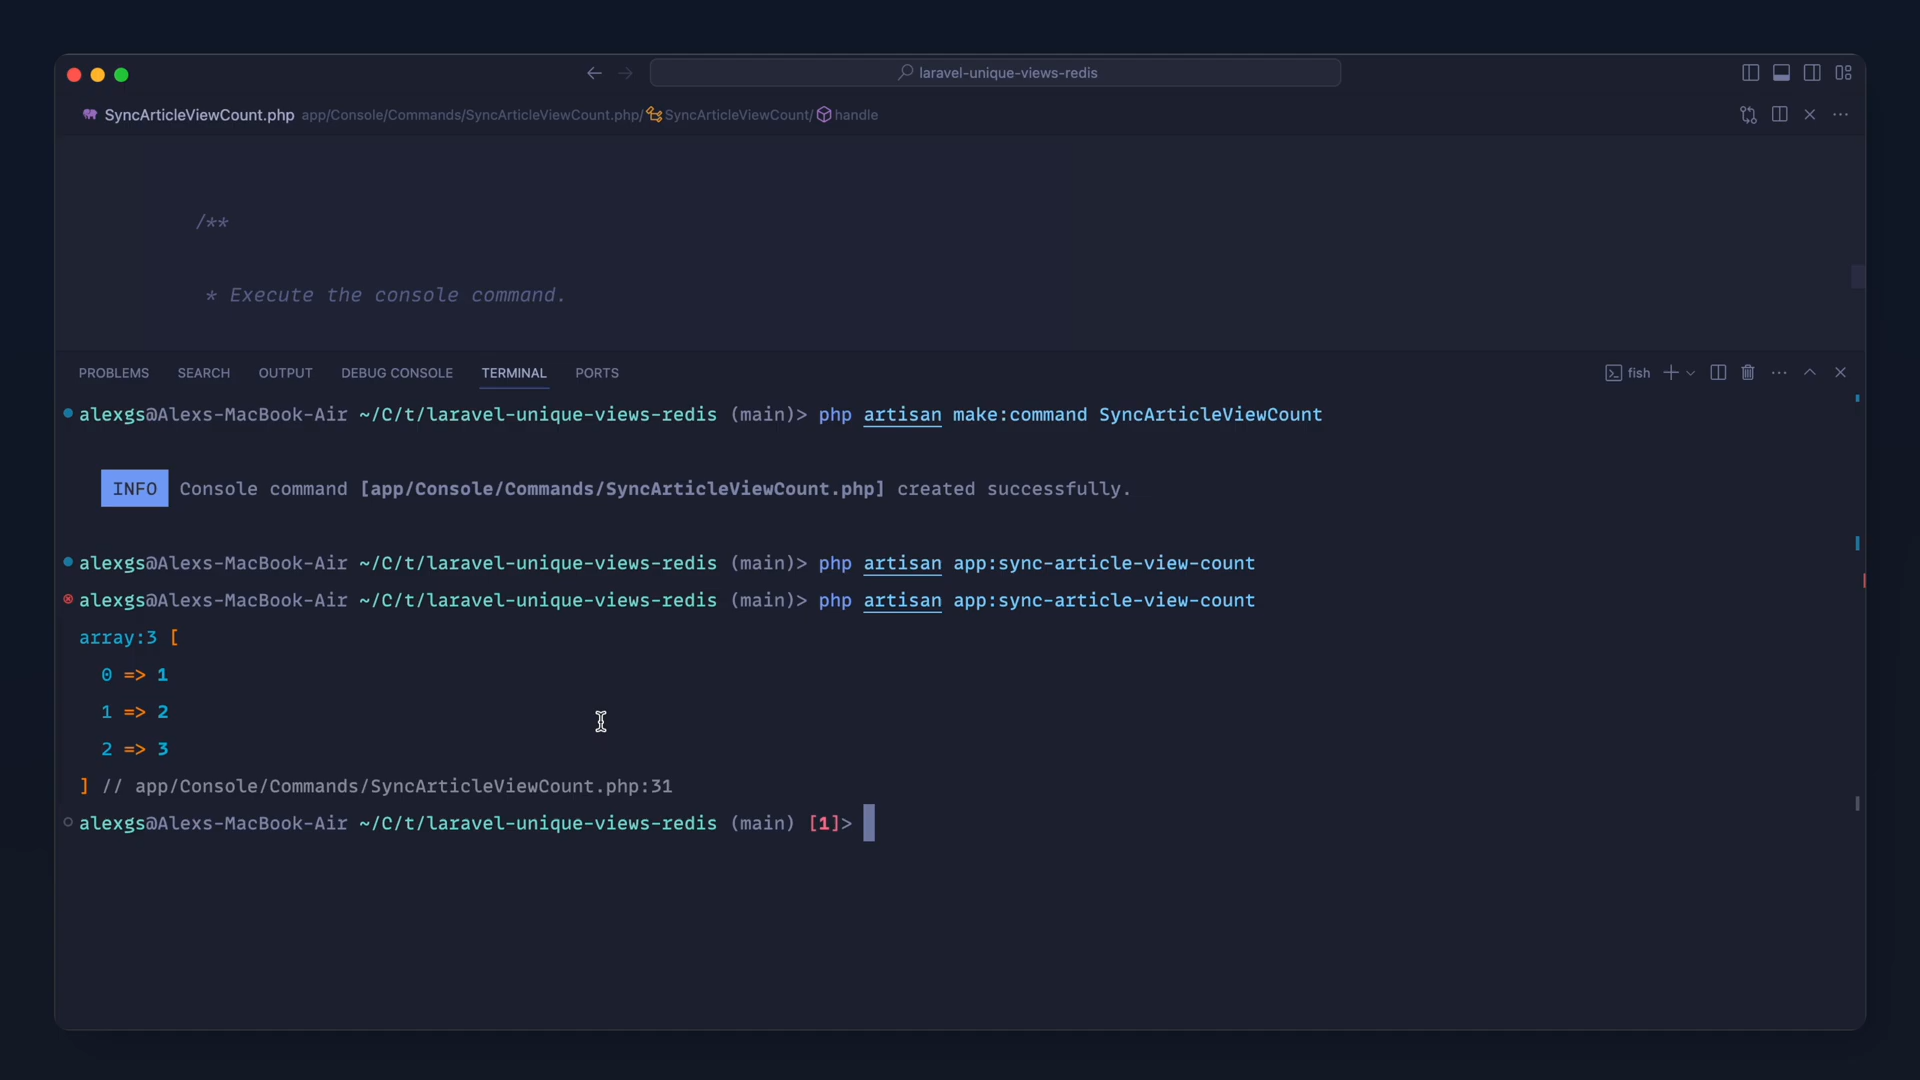 laravel-unique-views-redis
SyncArticleViewCount.php app/Console/Commands/SyncArticleViewCount.php/ SyncArticleViewCount/ handle
/**
* Execute the console command.
PROBLEMS SEARCH OUTPUT DEBUG CONSOLE TERMINAL PORTS fish
alexgs@Alexs-MacBook-Air ~/C/t/laravel-unique-views-redis (main)> php artisan make:command SyncArticleViewCount
INFO Console command [app/Console/Commands/SyncArticleViewCount.php] created successfully.
alexgs@Alexs-MacBook-Air ~/C/t/laravel-unique-views-redis (main)> php artisan app:sync-article-view-count
alexgs@Alexs-MacBook-Air ~/C/t/laravel-unique-views-redis (main)> php artisan app:sync-article-view-count
array:3 [
0 => 1
1 => 2
2 => 3
] // app/Console/Commands/SyncArticleViewCount.php:31
alexgs@Alexs-MacBook-Air ~/C/t/laravel-unique-views-redis (main) [1]>